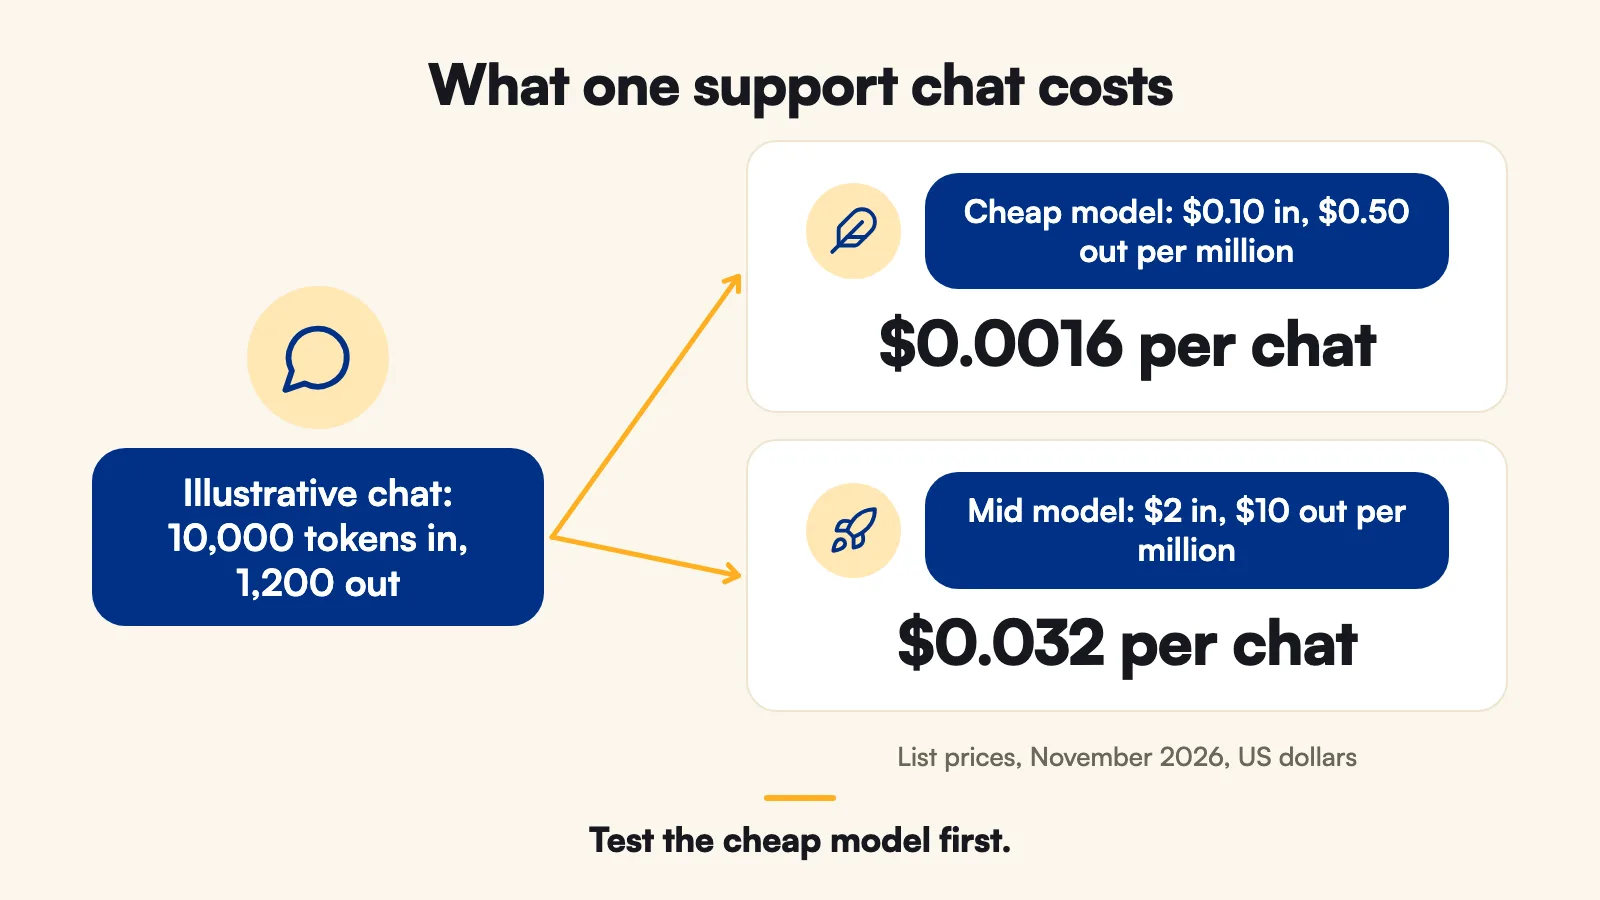 What one support chat costs
Illustrative chat:
10,000 tokens in,
1,200 out
Cheap model: $0.10 in, $0.50
out per million
$0.0016 per chat
Mid model: $2 in, $10 out per
million
$0.032 per chat
List prices, November 2026, US dollars
Test the cheap model first.